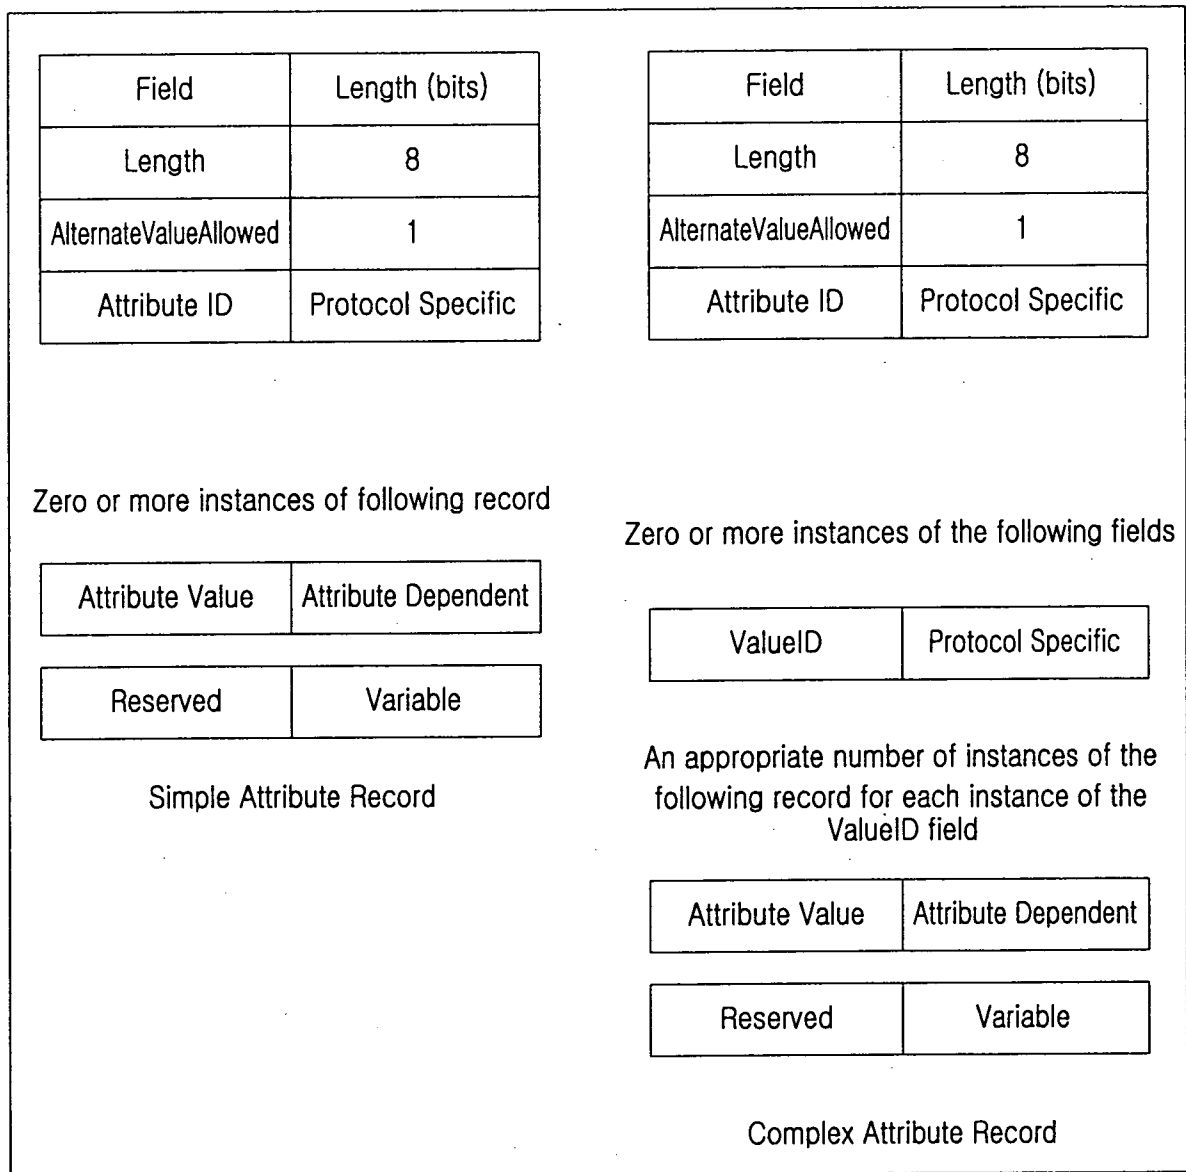 Field Length (bits)
Length 8
AlternateValueAllowed 1
Attribute ID Protocol Specific
Zero or more instances of following record
Attribute Value Attribute Dependent
Reserved Variable
Simple Attribute Record
Field Length (bits)
Length 8
AlternateValueAllowed 1
Attribute ID Protocol Specific
Zero or more instances of the following fields
ValueID Protocol Specific
An appropriate number of instances of the
following record for each instance of the
ValueID field
Attribute Value Attribute Dependent
Reserved Variable
Complex Attribute Record